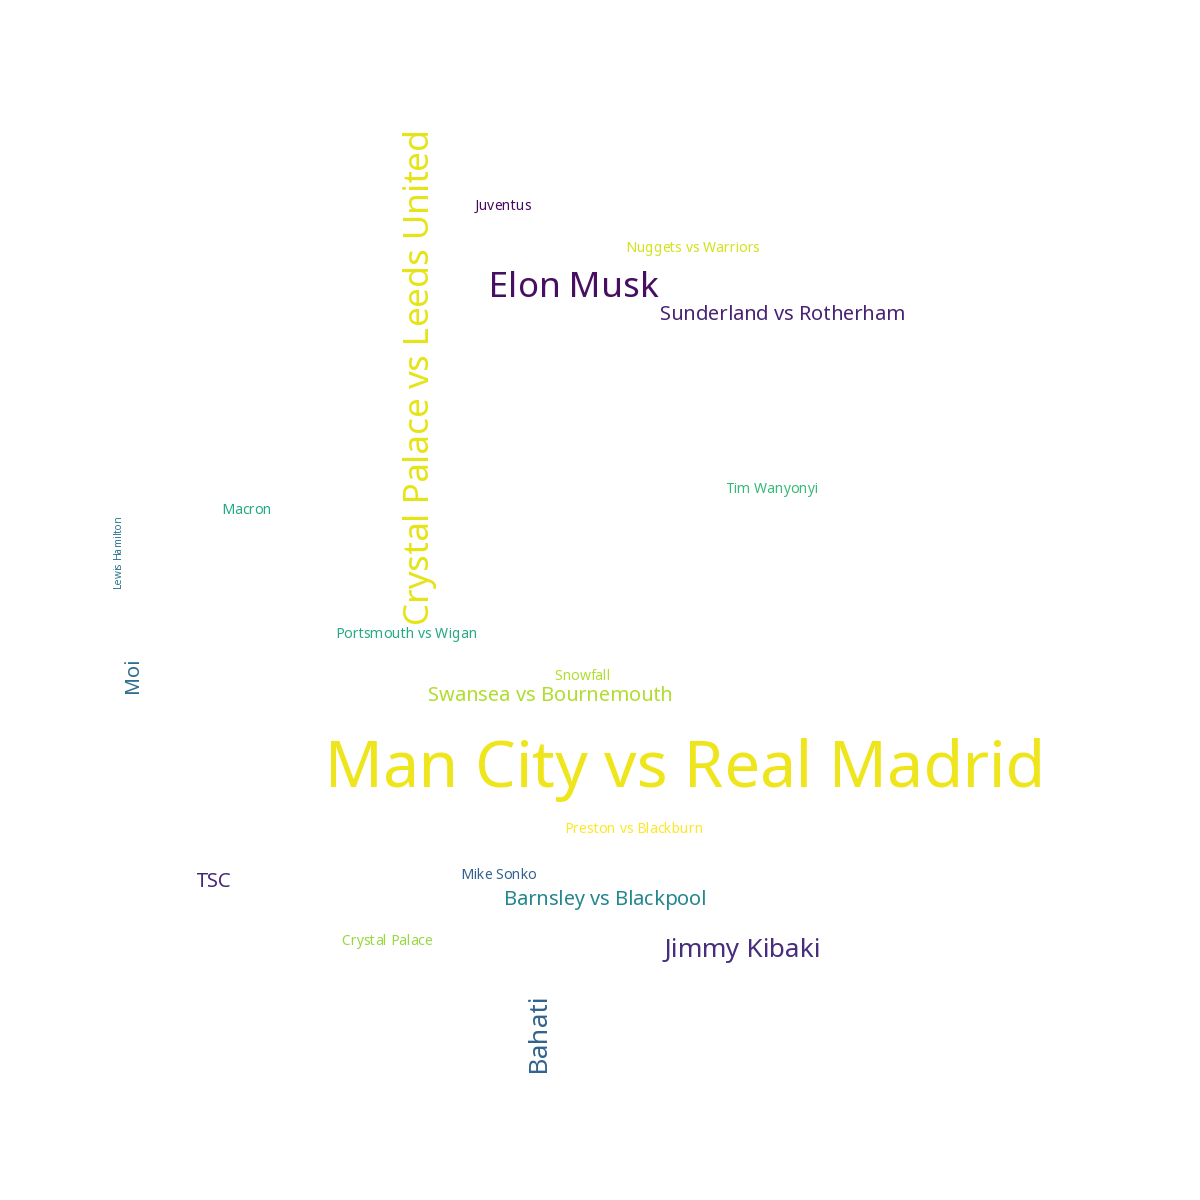 Crystal Palace vs Leeds United
Juventus
Nuggets vs Warriors
Elon Musk
Sunderland vs Rotherham
Tim Wanyonyi
Macron
Lewis Hamilton
Portsmouth vs Wigan
Moi
Snowfall
Swansea vs Bournemouth
Man City vs Real Madrid
Preston vs Blackburn
Mike Sonko
TSC
Barnsley vs Blackpool
Crystal Palace
Jimmy Kibaki
Bahati